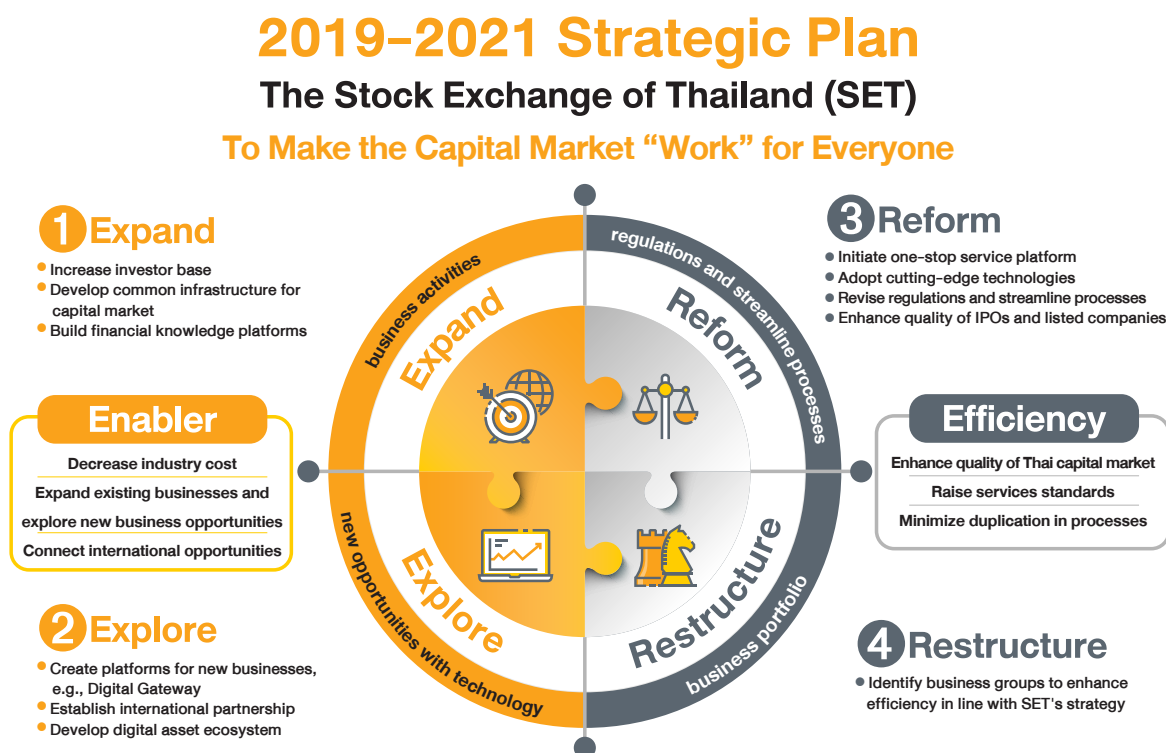 2019–2021 Strategic Plan
The Stock Exchange of Thailand (SET)
To Make the Capital Market “Work” for Everyone
1 Expand
• Increase investor base
• Develop common infrastructure for
capital market
• Build financial knowledge platforms
Enabler
Decrease industry cost
Expand existing businesses and
explore new business opportunities
Connect international opportunities
2 Explore
• Create platforms for new businesses,
e.g., Digital Gateway
• Establish international partnership
• Develop digital asset ecosystem
business activities
Expand
regulations and streamline processes
Reform
new opportunities with technology
Explore
business portfolio
Restructure
3 Reform
• Initiate one-stop service platform
• Adopt cutting-edge technologies
• Revise regulations and streamline processes
• Enhance quality of IPOs and listed companies
Efficiency
Enhance quality of Thai capital market
Raise services standards
Minimize duplication in processes
4 Restructure
• Identify business groups to enhance
efficiency in line with SET's strategy